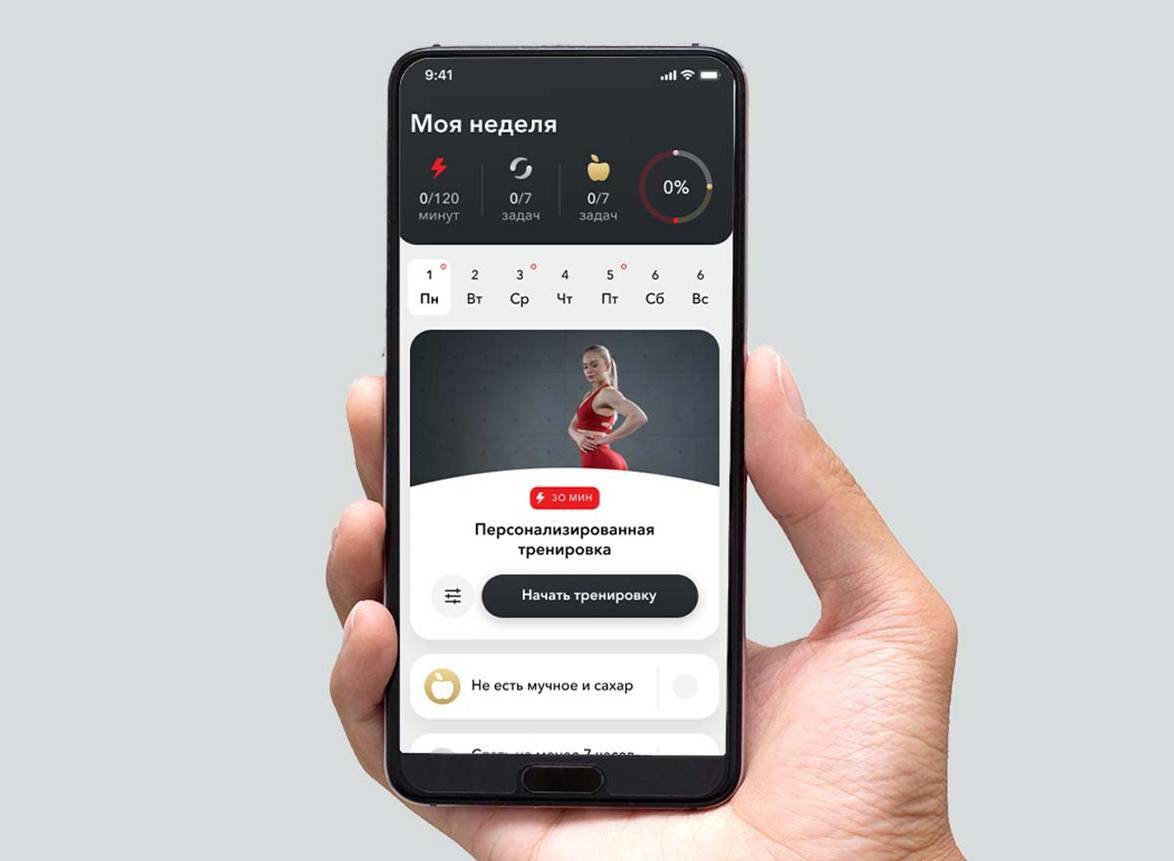 9:41
Моя неделя
0/120 0/7 0/7 0%
минут задач задач
1 2 3 4 5 6 6
Пн Вт Ср Чт Пт Сб Вс
30 МИН
Персонализированная
тренировка
Начать тренировку
Не есть мучное и сахар
7